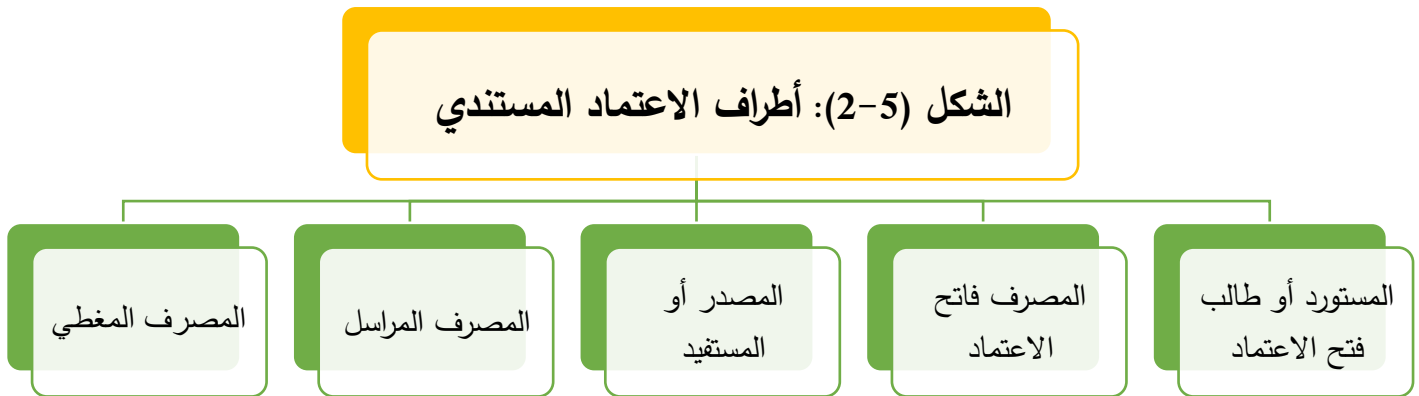 الشكل (5-2): أطراف الاعتماد المستندي
المستورد أو طالب
فتح الاعتماد
المصرف فاتح
الاعتماد
المصدر أو
المستفيد
المصرف المراسل
المصرف المغطي